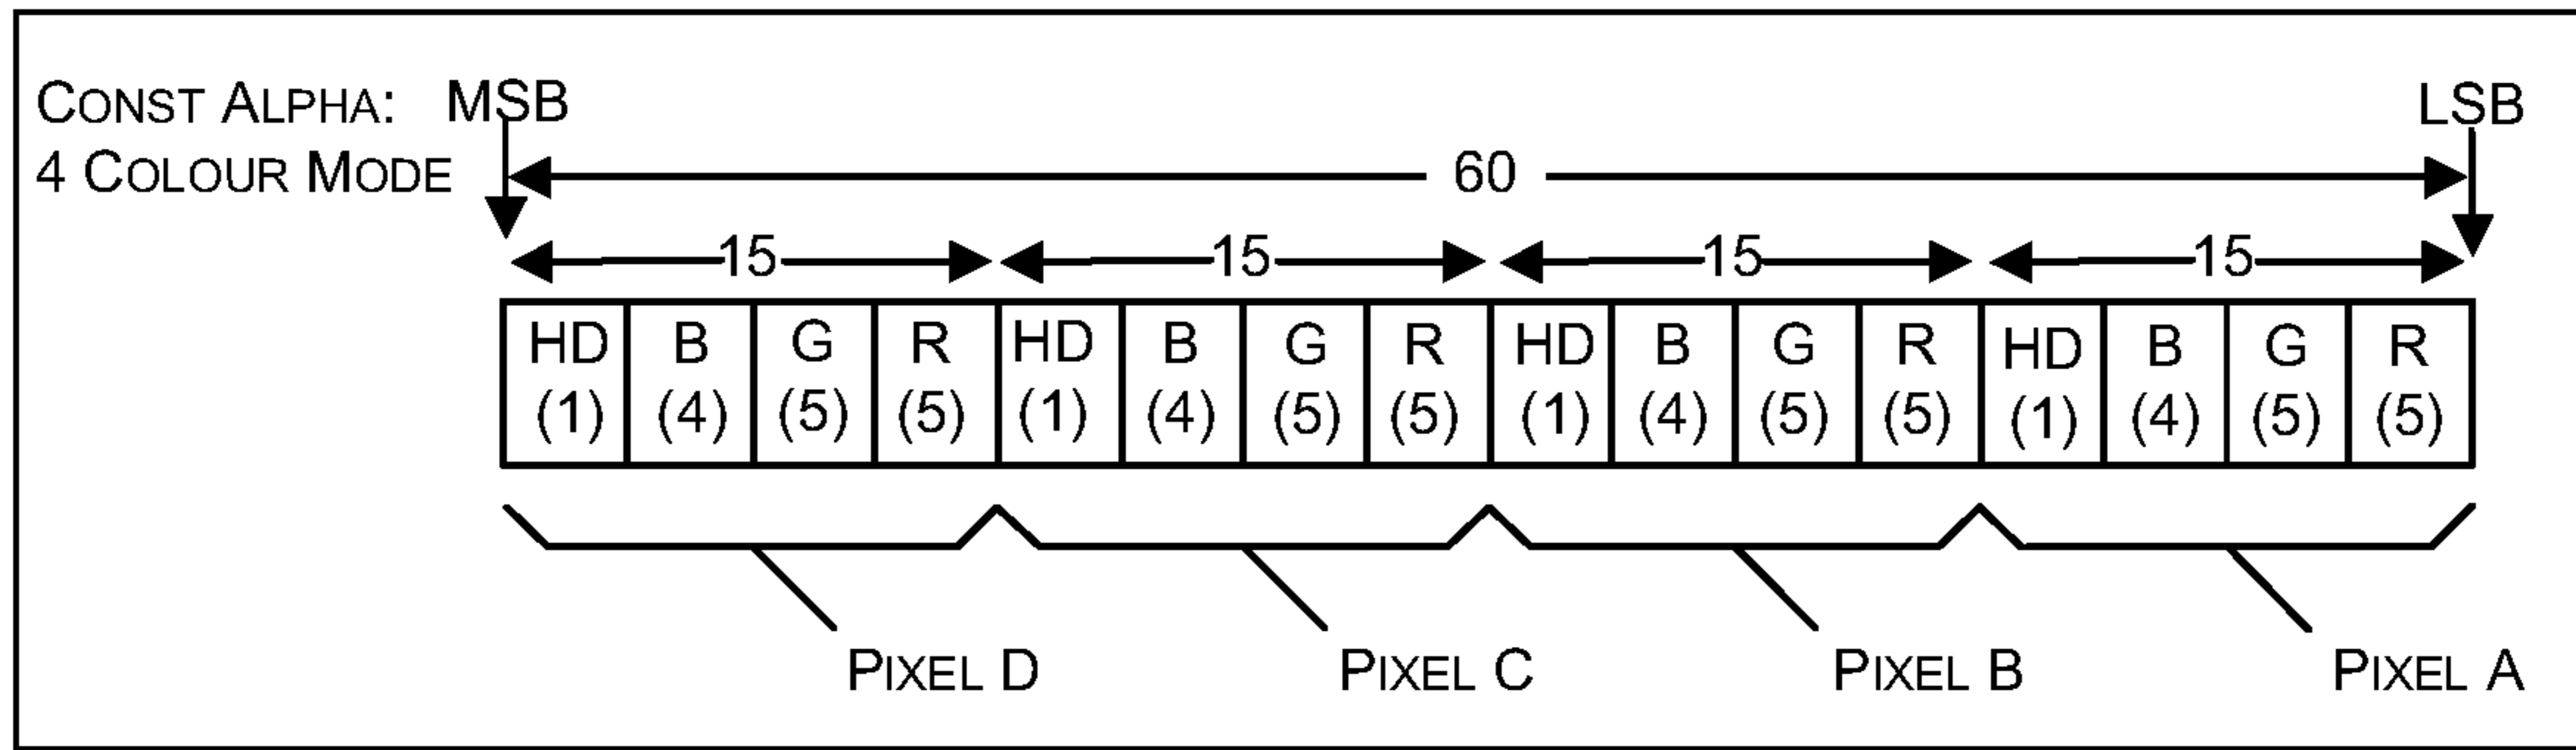 CONST ALPHA: MSB LSB
4 COLOUR MODE 60
15 15 15 15
HD B G R HD B G R HD B G R HD B G R
(1) (4) (5) (5) (1) (4) (5) (5) (1) (4) (5) (5) (1) (4) (5) (5)
PIXEL D PIXEL C PIXEL B PIXEL A